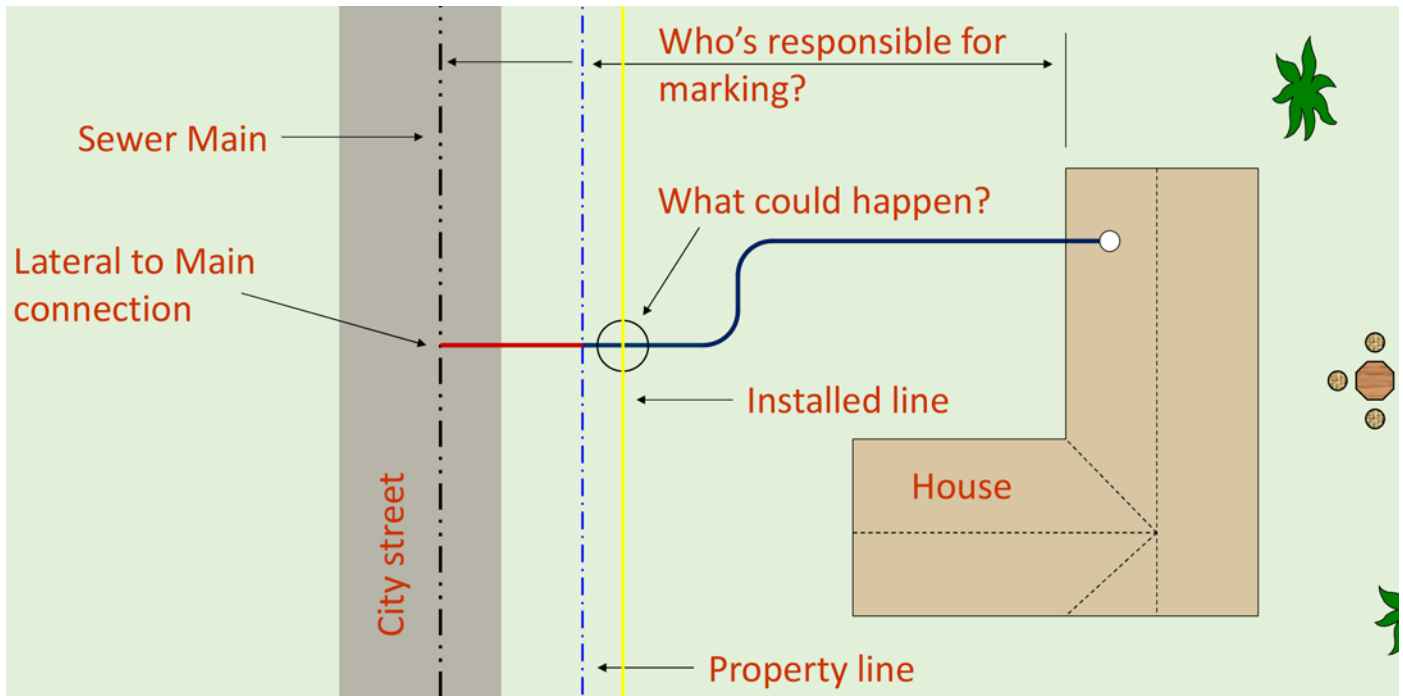 Who’s responsible for
marking?
Sewer Main
What could happen?
Lateral to Main
connection
Installed line
House
City street
Property line